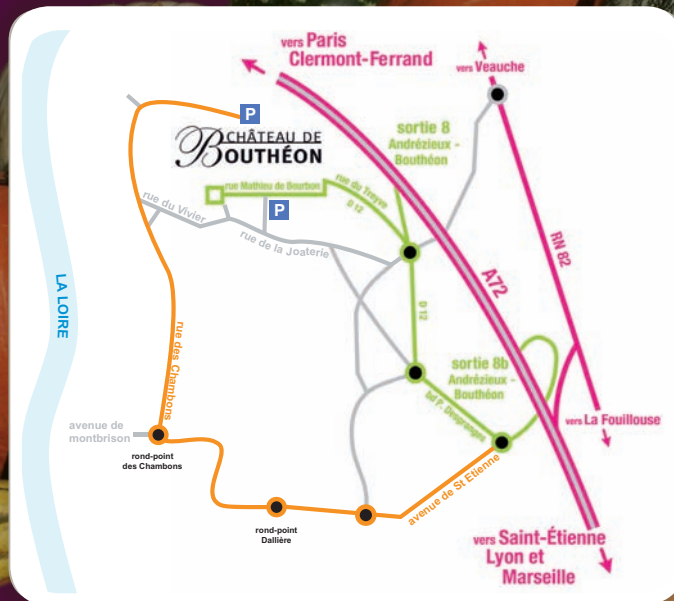 vers Paris
Clermont-Ferrand
vers Veauche
P
CHÂTEAU DE
BOUTHÉON
sortie 8
Andrézieux -
Bouthéon
rue Mathieu de Bourbon
rue du Treyve
D 12
P
rue du Vivier
rue de la Joaterie
RN 82
A72
LA LOIRE
D 12
rue des Chambons
sortie 8b
Andrézieux -
Bouthéon
bd P. Desgranges
vers La Fouillouse
avenue de
montbrison
rond-point
des Chambons
avenue de St Etienne
rond-point
Dallière
vers Saint-Étienne
Lyon et
Marseille